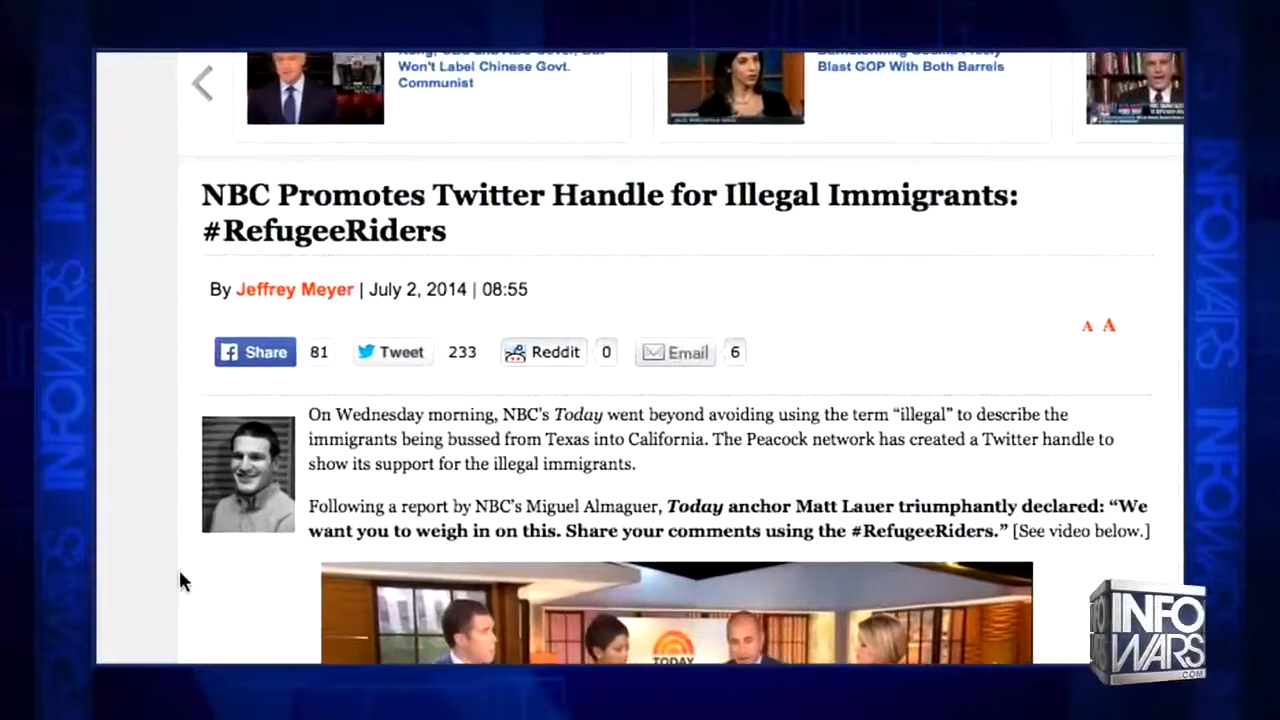 Won't Label Chinese Govt.
Communist
Blast GOP With Both Barrels
NBC Promotes Twitter Handle for Illegal Immigrants:
#RefugeeRiders
By Jeffrey Meyer | July 2, 2014 | 08:55
A A
Share 81 Tweet 233 Reddit 0 Email 6
On Wednesday morning, NBC's Today went beyond avoiding using the term “illegal” to describe the
immigrants being bussed from Texas into California. The Peacock network has created a Twitter handle to
show its support for the illegal immigrants.
Following a report by NBC's Miguel Almaguer, Today anchor Matt Lauer triumphantly declared: “We
want you to weigh in on this. Share your comments using the #RefugeeRiders.” [See video below.]
TODAY
INFO
WARS
.COM
INFOWARS
INFOWARS